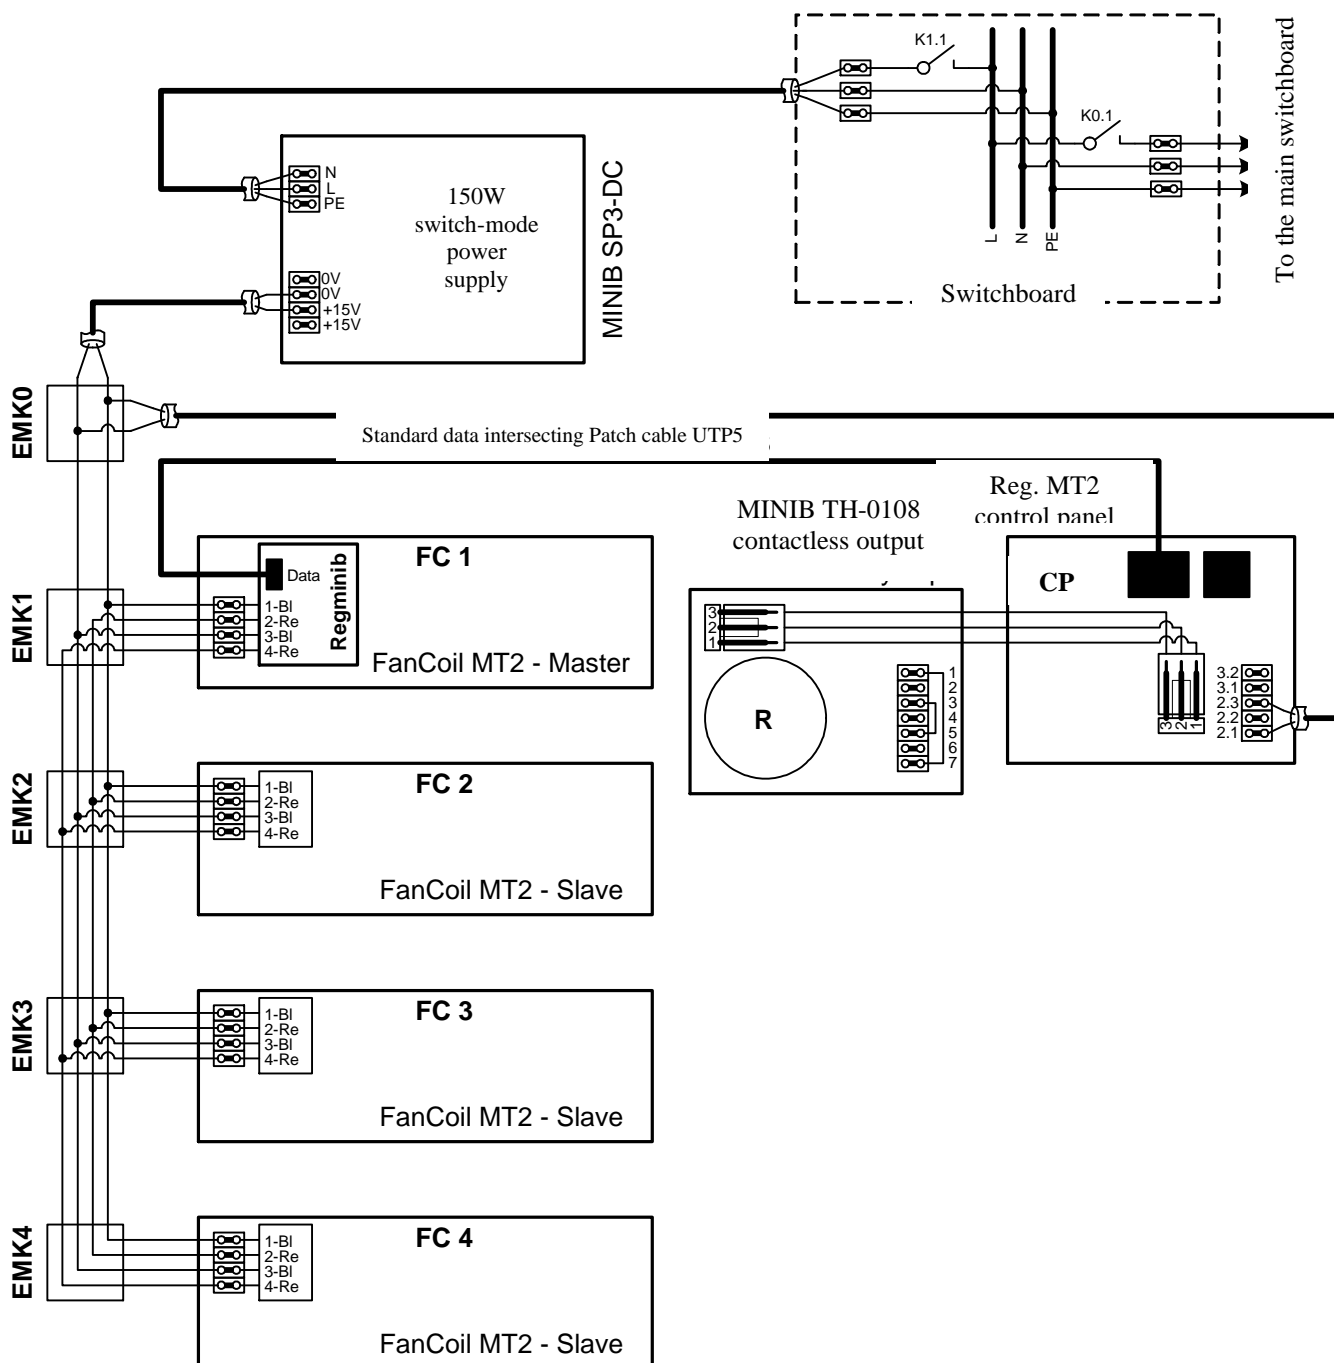 K1.1
K0.1
L
N
PE
Switchboard
To the main switchboard
N
L
PE
150W
switch-mode
power
supply
0V
0V
+15V
+15V
MINIB SP3-DC
EMK0
Standard data intersecting Patch cable UTP5
MINIB TH-0108
contactless output
Reg. MT2
control panel
EMK1
FC 1
Data
Regminib
1-Bl
2-Re
3-Bl
4-Re
FanCoil MT2 - Master
3
2
1
R
1
2
3
4
5
6
7
CP
3
2
1
3.2
3.1
2.3
2.2
2.1
EMK2
FC 2
1-Bl
2-Re
3-Bl
4-Re
FanCoil MT2 - Slave
EMK3
FC 3
1-Bl
2-Re
3-Bl
4-Re
FanCoil MT2 - Slave
EMK4
FC 4
1-Bl
2-Re
3-Bl
4-Re
FanCoil MT2 - Slave